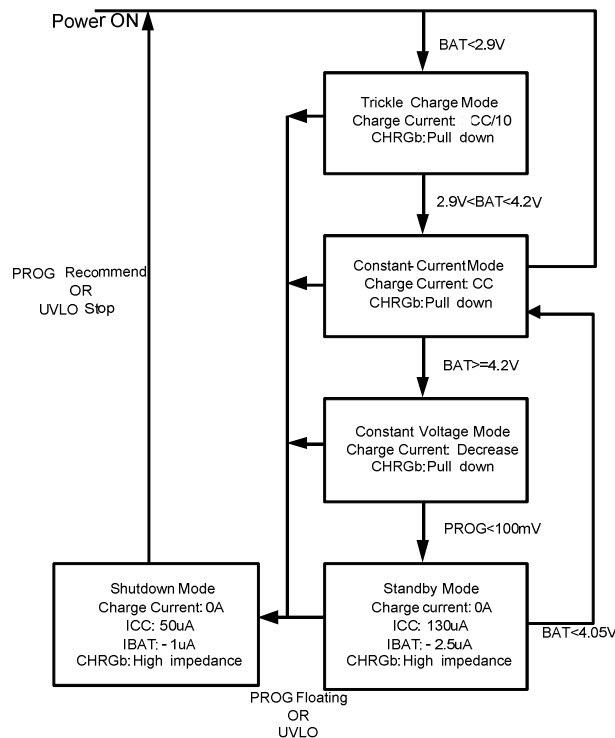 Power ON
BAT<2.9V
Trickle Charge Mode
Charge Current: CC/10
CHRGb:Pull down
2.9V<BAT<4.2V
PROG Recommend
OR
UVLO Stop
Constant-Current Mode
Charge Current: CC
CHRGb:Pull down
BAT>=4.2V
Constant Voltage Mode
Charge Current: Decrease
CHRGb:Pull down
PROG<100mV
Shutdown Mode
Charge Current:0A
ICC: 50uA
IBAT: -1uA
CHRGb:High impedance
Standby Mode
Charge current:0A
ICC: 130uA
IBAT: -2.5uA
CHRGb:High impedance
BAT<4.05V
PROG Floating
OR
UVLO